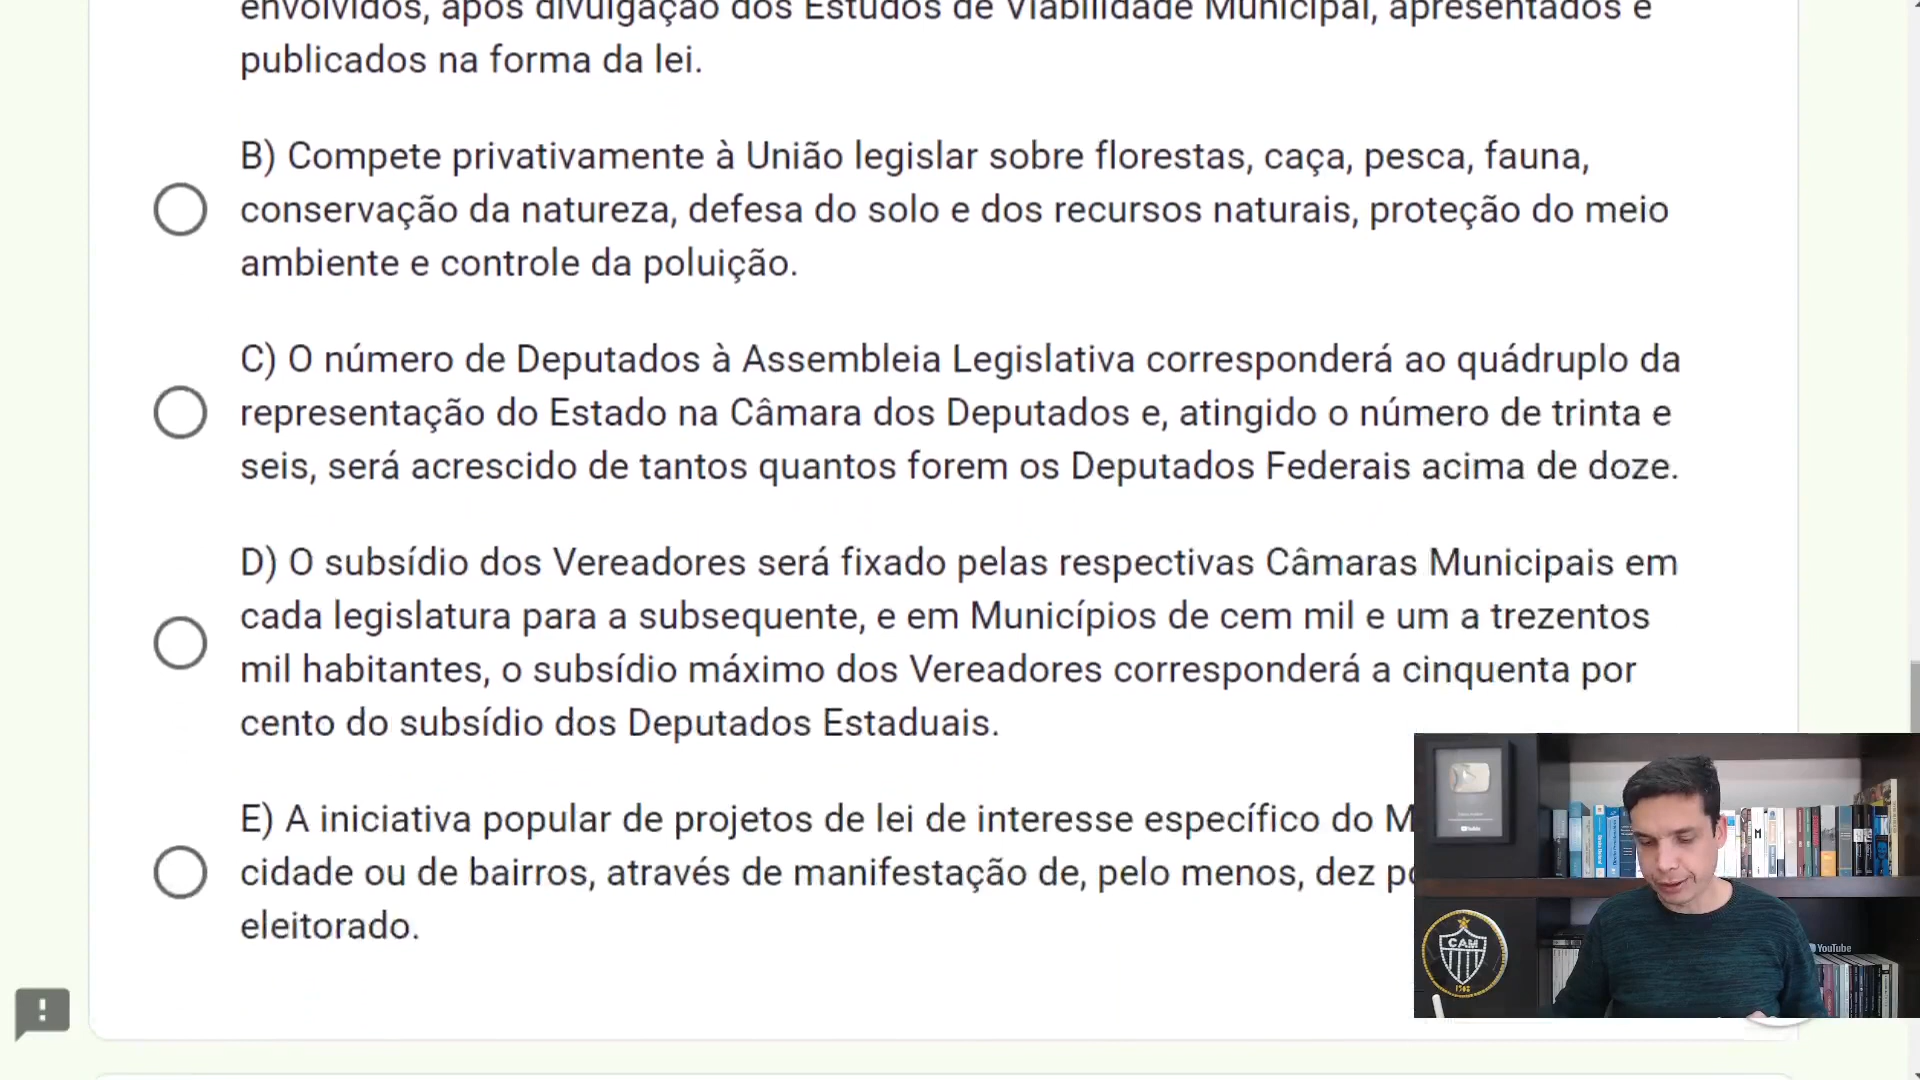 envolvidos, após divulgação dos Estudos de Viabilidade Municipal, apresentados e
publicados na forma da lei.
B) Compete privativamente à União legislar sobre florestas, caça, pesca, fauna,
conservação da natureza, defesa do solo e dos recursos naturais, proteção do meio
ambiente e controle da poluição.
C) O número de Deputados à Assembleia Legislativa corresponderá ao quádruplo da
representação do Estado na Câmara dos Deputados e, atingido o número de trinta e
seis, será acrescido de tantos quantos forem os Deputados Federais acima de doze.
D) O subsídio dos Vereadores será fixado pelas respectivas Câmaras Municipais em
cada legislatura para a subsequente, e em Municípios de cem mil e um a trezentos
mil habitantes, o subsídio máximo dos Vereadores corresponderá a cinquenta por
cento do subsídio dos Deputados Estaduais.
E) A iniciativa popular de projetos de lei de interesse específico do M
cidade ou de bairros, através de manifestação de, pelo menos, dez
eleitorado.
CAM
YouTube